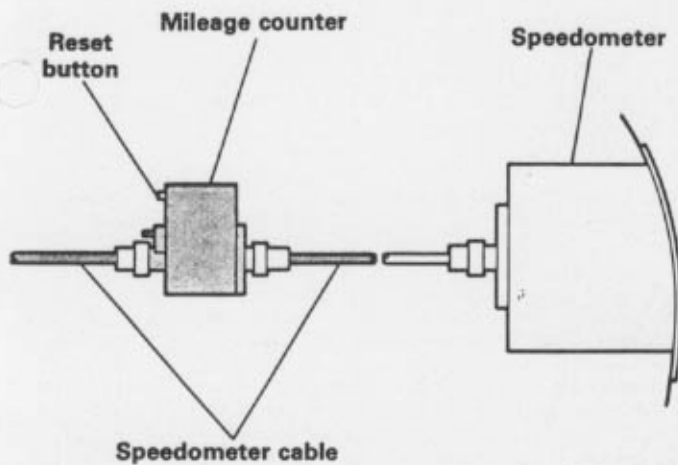 Mileage counter
Reset
button
Speedometer
Speedometer cable